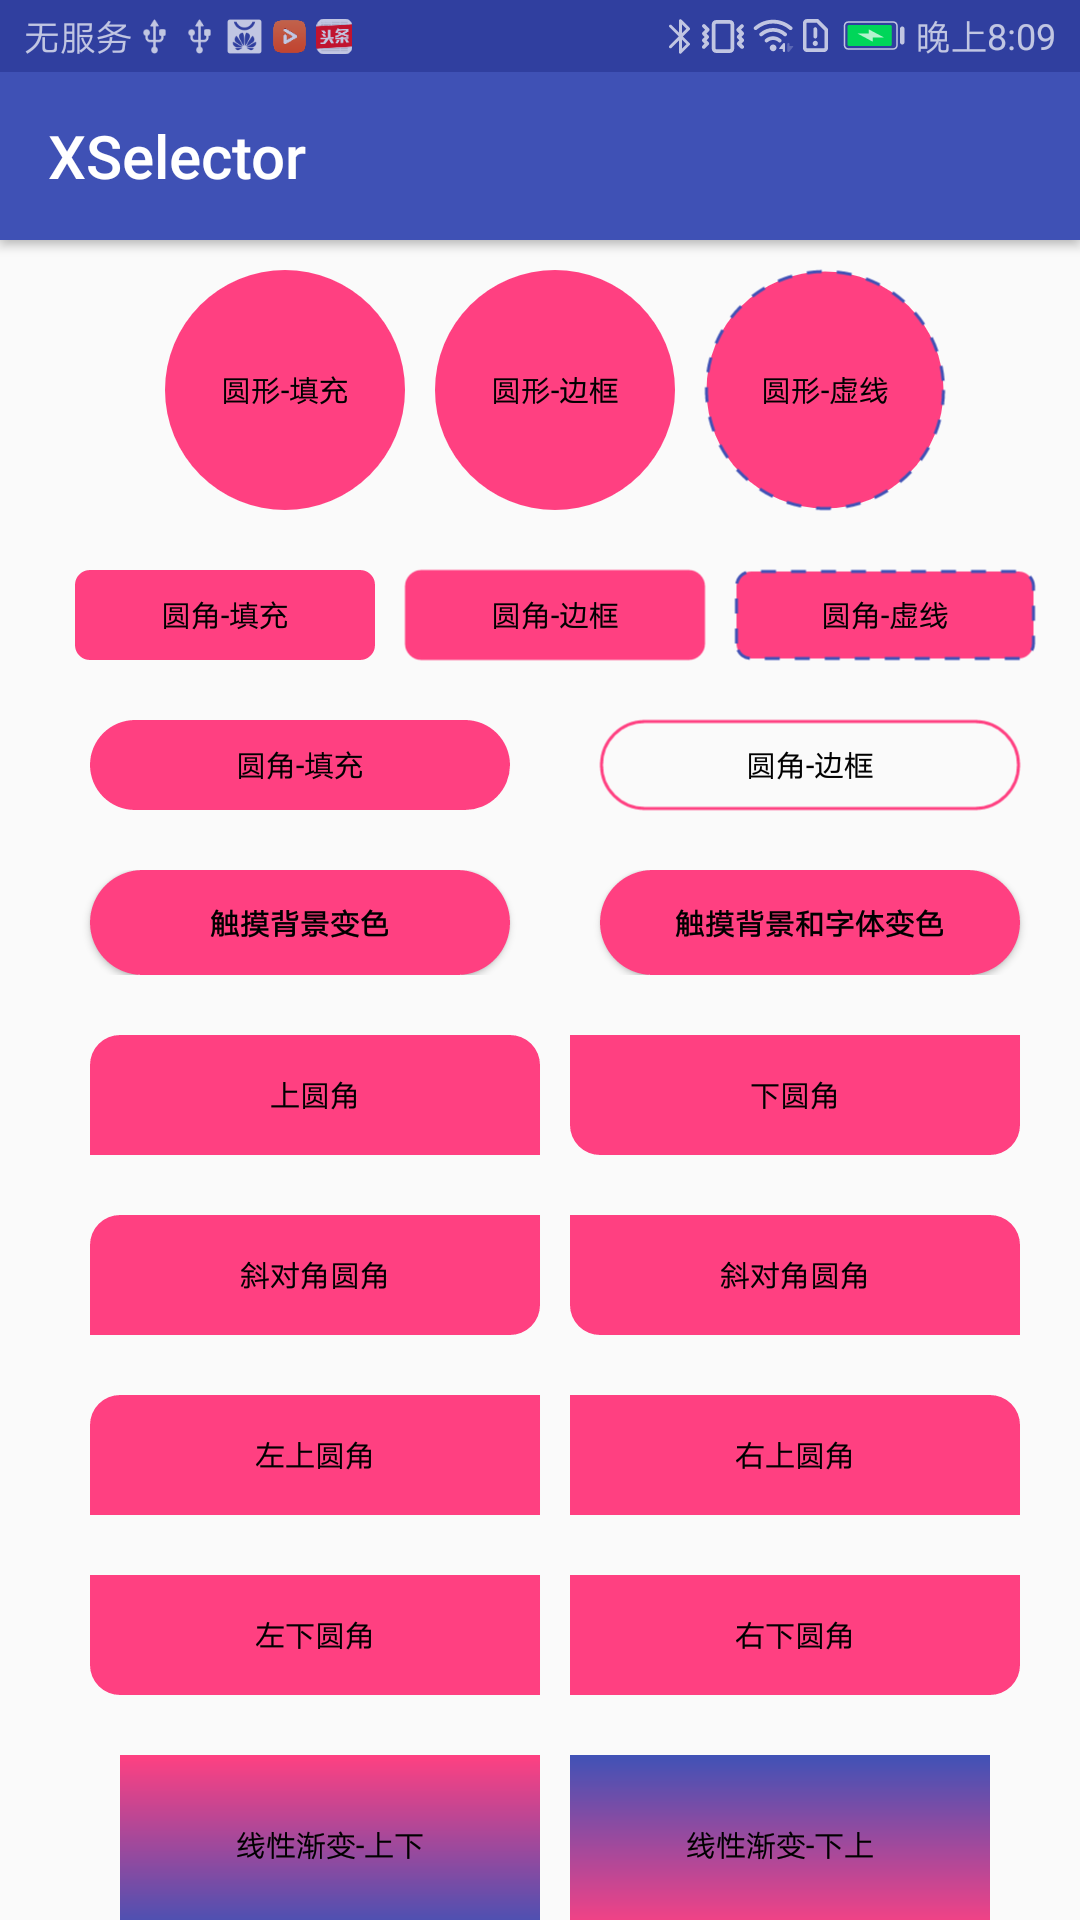 无服务 头条 晚上8:09
XSelector
圆形-填充 圆形-边框 圆形-虚线
圆角-填充 圆角-边框 圆角-虚线
圆角-填充 圆角-边框
触摸背景变色 触摸背景和字体变色
上圆角 下圆角
斜对角圆角 斜对角圆角
左上圆角 右上圆角
左下圆角 右下圆角
线性渐变-上下 线性渐变-下上